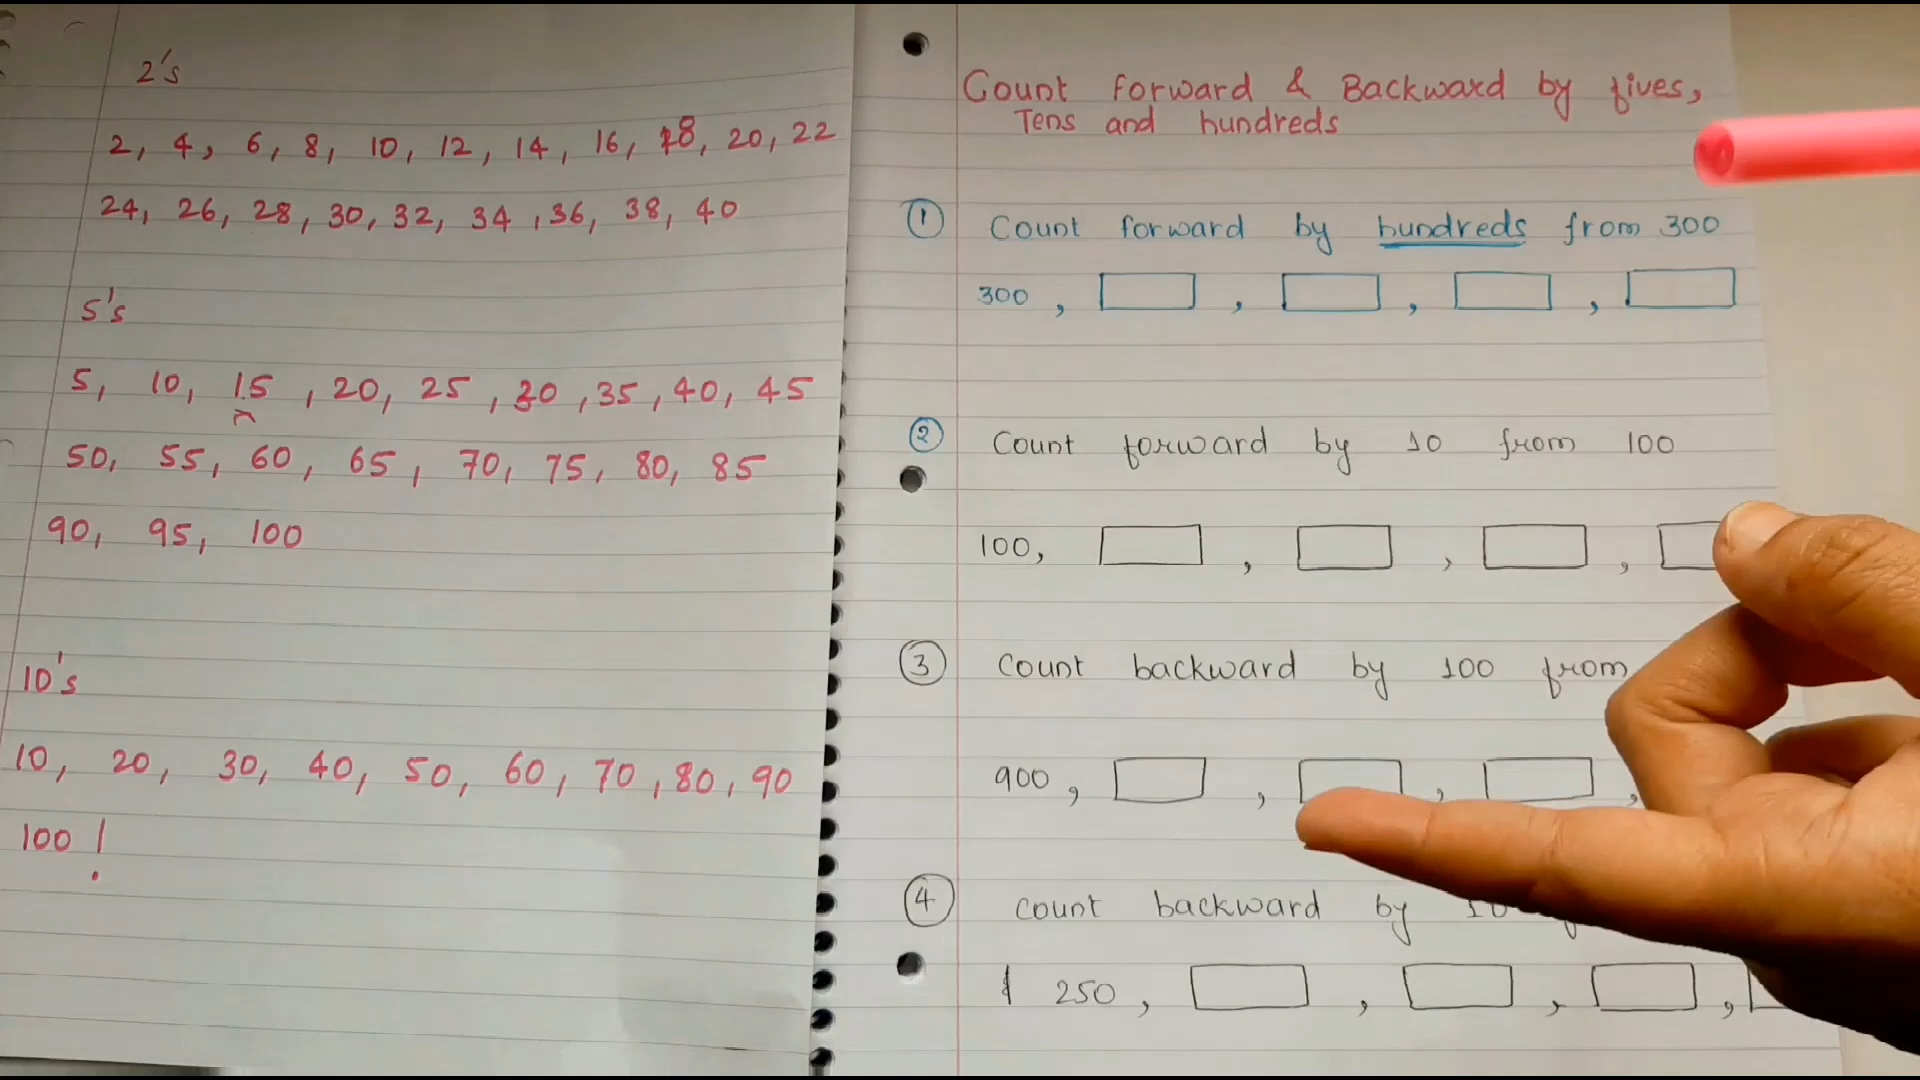 2's
2, 4, 6, 8, 10, 12, 14, 16, 18, 20, 22
24, 26, 28, 30, 32, 34, 36, 38, 40
5's
5, 10, 15, 20, 25, 30, 35, 40, 45
50, 55, 60, 65, 70, 75, 80, 85
90, 95, 100
10's
10, 20, 30, 40, 50, 60, 70, 80, 90
100 !
Count forward & Backward by fives,
Tens and hundreds
1 Count forward by hundreds from 300
300 , , , ,
2 Count forward by 10 from 100
100, , , ,
3 Count backward by 100 from
900 , , , ,
4 Count backward by 10
250 , , , ,